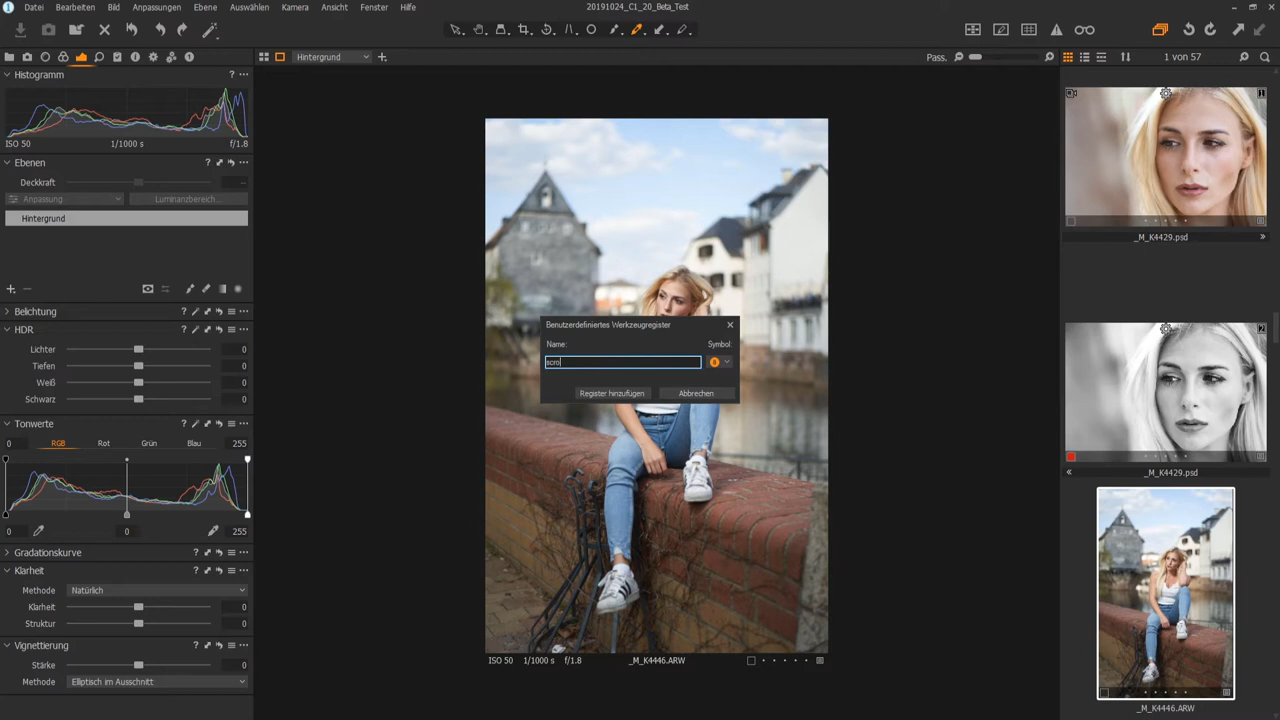 20191024_C1_20_Beta_Test
Datei Bearbeiten Bild Anpassungen Ebenen Auswählen Kamera Ansicht Fenster Hilfe
Hintergrund
Pass.
1 von 57
Histogramm
ISO 50 1/1000 s f/1.8
Ebenen
Deckkraft
Anpassung Luminanzbereich...
Hintergrund
Belichtung
HDR
Lichter 0
Tiefen 0
Weiß 0
Schwarz 0
Tonwerte
0 RGB Rot Grün Blau 255
0 0 255
Gradationskurve
Klarheit
Methode Natürlich
Klarheit 0
Struktur 0
Vignettierung
Stärke 0
Methode Elliptisch im Ausschnitt
Benutzerdefiniertes Werkzeugregister
Name: Symbol:
scro
Register hinzufügen Abbrechen
ISO 50 1/1000 s f/1.8 _M_K4446.ARW
1
_M_K4429.psd
2
_M_K4429.psd
_M_K4446.ARW